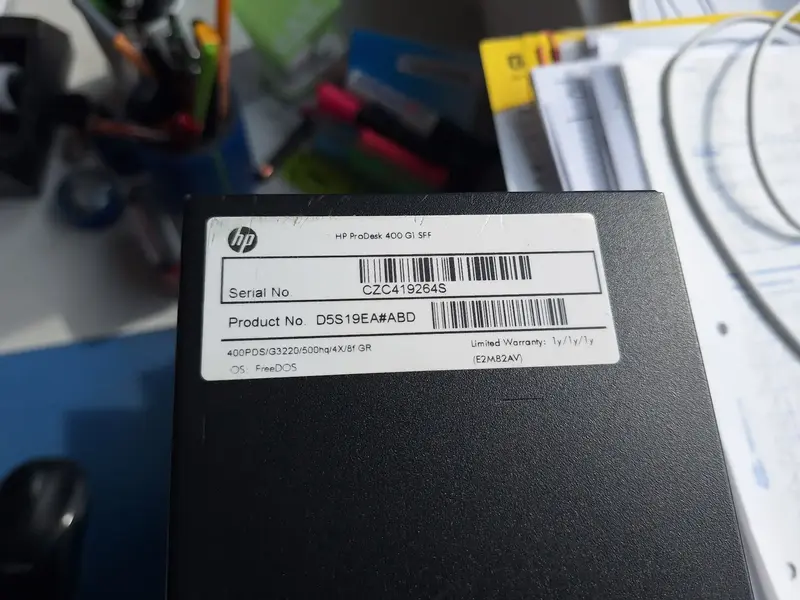 hp
HP ProDesk 400 G1 SFF
Serial No.
CZC419264S
Product No. D5S19EA#ABD
400PDS/G3220/500hq/4X/8f GR
Limited Warranty: 1y/1y/1y
OS: FreeDOS
(E2M82AV)